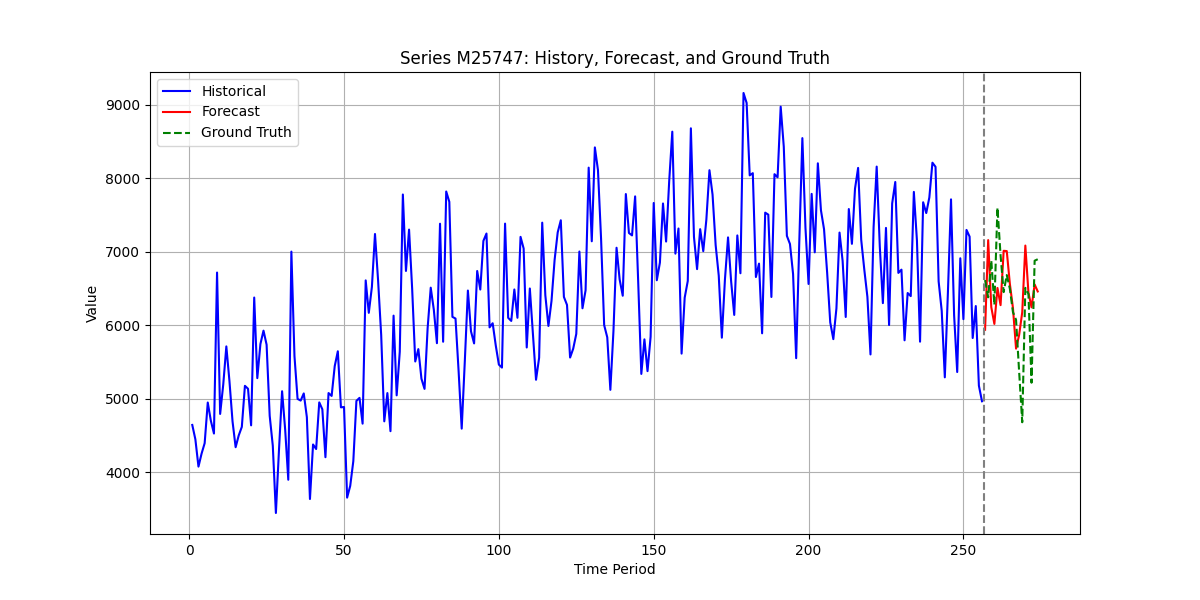 Series M25747: History, Forecast, and Ground Truth
Historical
Forecast
Ground Truth
9000
8000
7000
6000
5000
4000
Value
0 50 100 150 200 250
Time Period